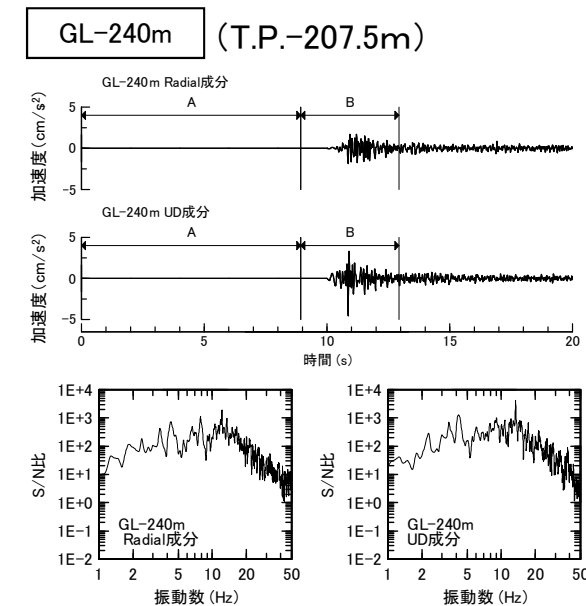 GL-240m (T.P.-207.5m)
GL-240m Radial成分
加速度(cm/s²)
5
0
-5
A
B
GL-240m UD成分
加速度(cm/s²)
5
0
-5
A
B
0 5 10 15 20
時間(s)
S/N比
1E+4
1E+3
1E+2
1E+1
1E+0
1E-1
1E-2
GL-240m
Radial成分
1 2 5 10 20 50
振動数(Hz)
S/N比
1E+4
1E+3
1E+2
1E+1
1E+0
1E-1
1E-2
GL-240m
UD成分
1 2 5 10 20 50
振動数(Hz)